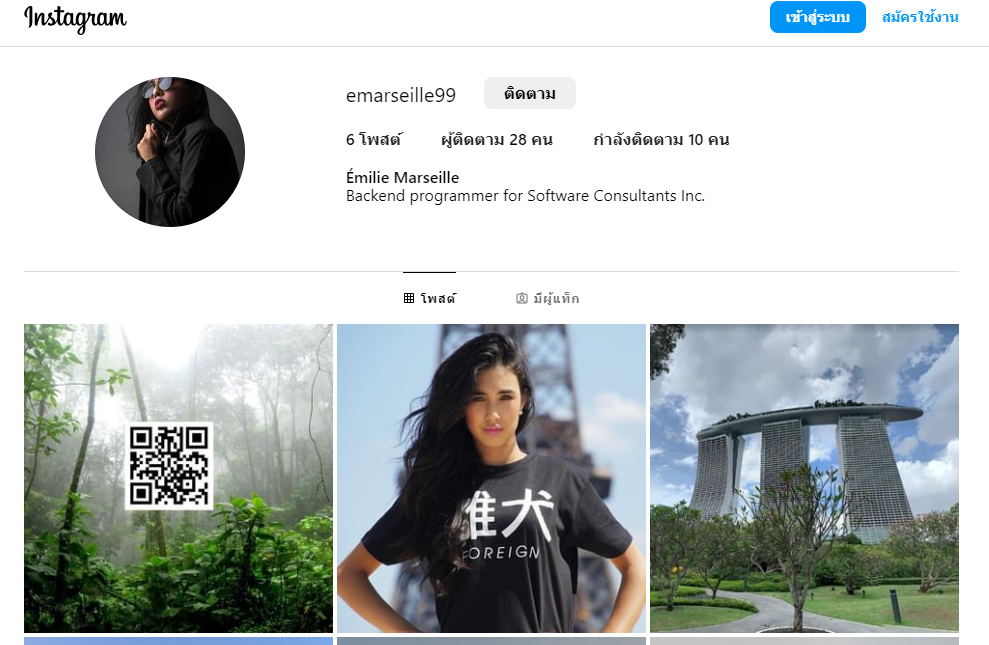 Instagram
เข้าสู่ระบบ
สมัครใช้งาน
emarseille99
ติดตาม
6 โพสต์
ผู้ติดตาม 28 คน
กำลังติดตาม 10 คน
Émilie Marseille
Backend programmer for Software Consultants Inc.
โพสต์
มีผู้แท็ก
犬
FOREIGN